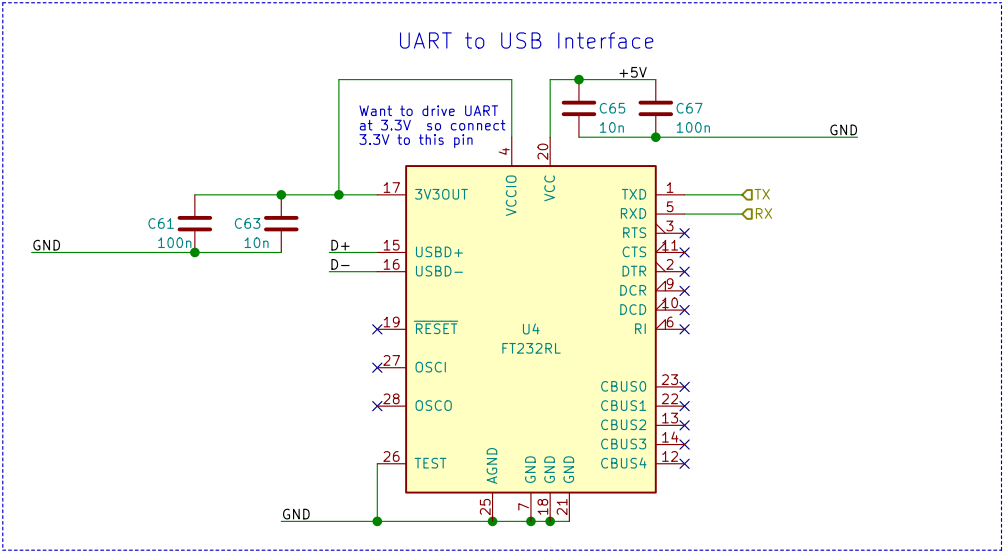 UART to USB Interface
+5V
Want to drive UART
at 3.3V so connect
3.3V to this pin
C65
10n
C67
100n
GND
4
20
VCCIO
VCC
17 3V3OUT
TXD 1 TX
RXD 5 RX
C61
100n
C63
10n
GND
RTS 3
D+ 15 USBD+
CTS 11
D- 16 USBD-
DTR 2
DCR 9
DCD 10
19 RESET
RI 6
U4
FT232RL
27 OSCI
CBUS0 23
28 OSCO
CBUS1 22
CBUS2 13
CBUS3 14
26 TEST
CBUS4 12
AGND
GND
GND
GND
25
7
18
21
GND